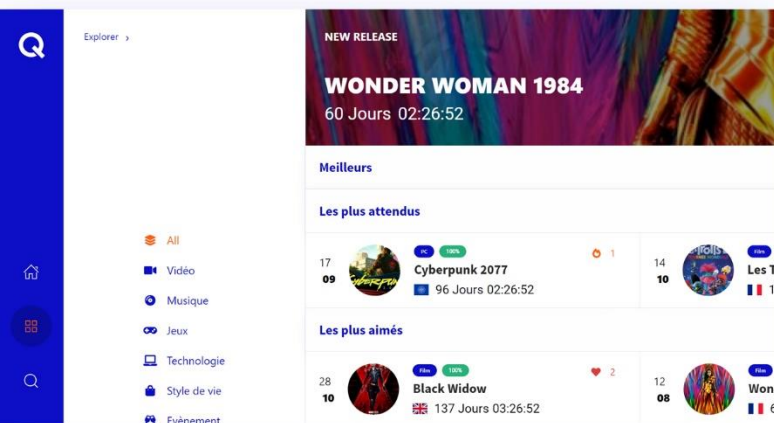 Q
Explorer ›
NEW RELEASE
WONDER WOMAN 1984
60 Jours 02:26:52
Meilleurs
Les plus attendus
All
Vidéo
Musique
Jeux
Technologie
Style de vie
Evènement
17
09
PC 100%
Cyberpunk 2077
96 Jours 02:26:52
1
14
10
Trolls
Film
Les T
1
Les plus aimés
28
10
Film 100%
Black Widow
137 Jours 03:26:52
2
12
08
Film
Won
6